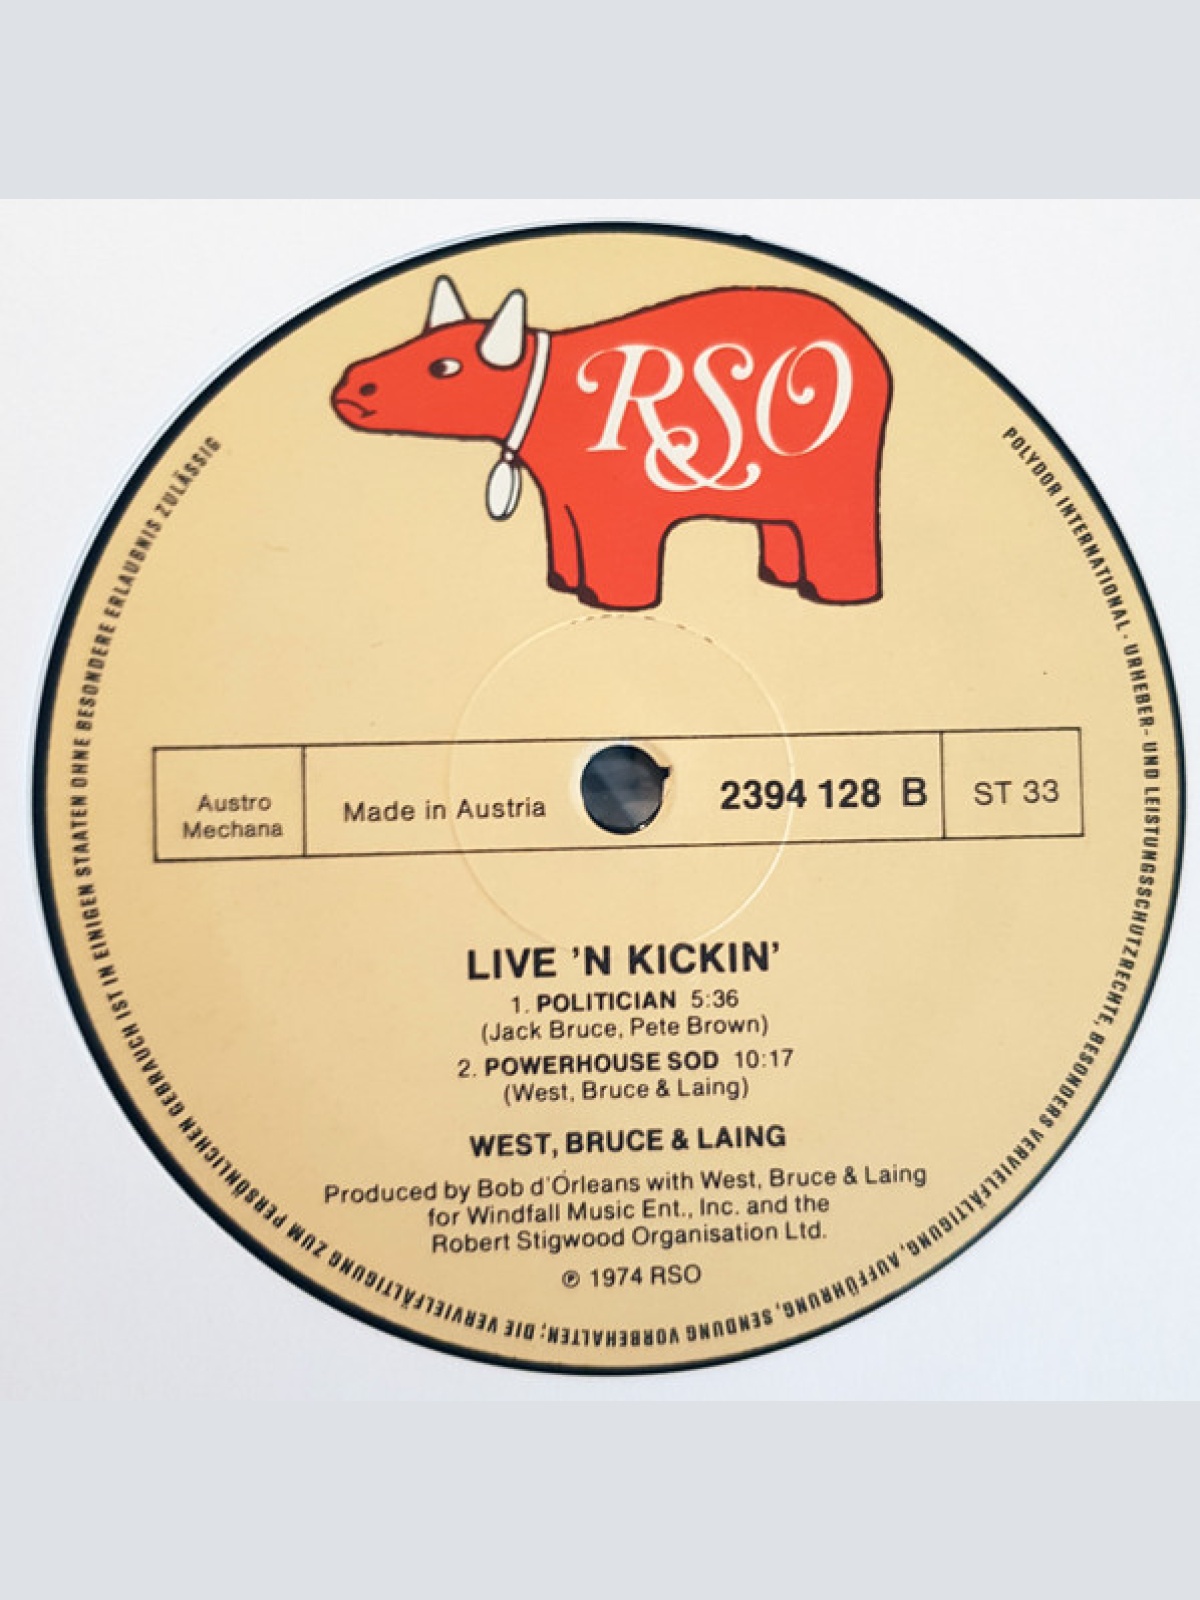 RSO
POLYDOR INTERNATIONAL · URHEBER- UND LEISTUNGSSCHUTZRECHTE, BESONDERS VERVIELFÄLTIGUNG, AUFFÜHRUNG, SENDUNG VORBEHALTEN; DIE VERVIELFÄLTIGUNG ZUM PERSÖNLICHEN GEBRAUCH IST IN EINIGEN STAATEN OHNE BESONDERE ERLAUBNIS ZULÄSSIG
Austro
Mechana
Made in Austria
2394 128 B
ST 33
LIVE 'N KICKIN'
1. POLITICIAN 5:36
(Jack Bruce, Pete Brown)
2. POWERHOUSE SOD 10:17
(West, Bruce & Laing)
WEST, BRUCE & LAING
Produced by Bob d'Orleans with West, Bruce & Laing
for Windfall Music Ent., Inc. and the
Robert Stigwood Organisation Ltd.
℗ 1974 RSO